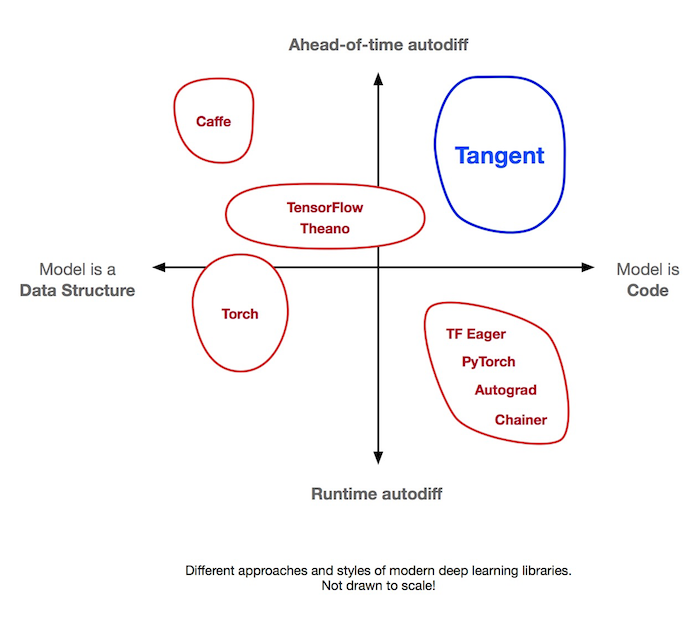 Ahead-of-time autodiff
Caffe
Tangent
TensorFlow
Theano
Model is a
Data Structure
Model is
Code
Torch
TF Eager
PyTorch
Autograd
Chainer
Runtime autodiff
Different approaches and styles of modern deep learning libraries.
Not drawn to scale!